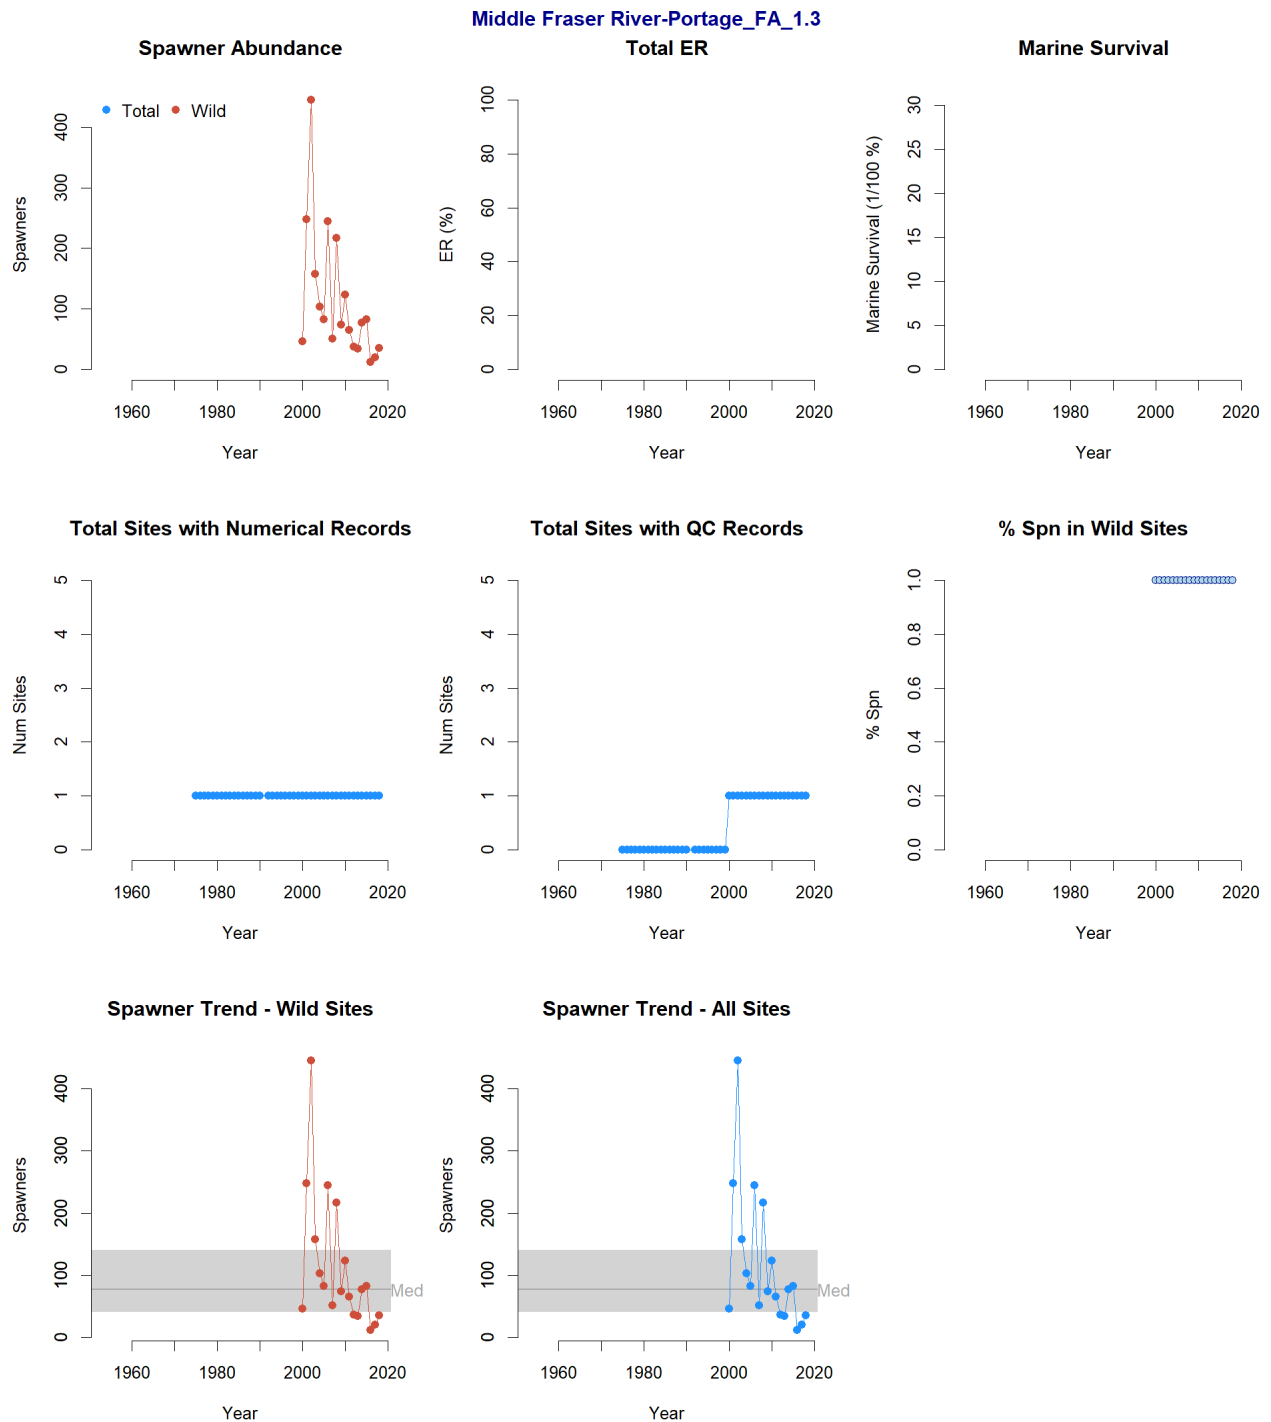 Middle Fraser River-Portage_FA_1.3
Spawner Abundance
Total Wild
Spawners
400
300
200
100
0
1960 1980 2000 2020
Year
Total ER
ER (%)
100
80
60
40
20
0
1960 1980 2000 2020
Year
Marine Survival
Marine Survival (1/100 %)
30
25
20
15
10
5
0
1960 1980 2000 2020
Year
Total Sites with Numerical Records
Num Sites
5
4
3
2
1
0
1960 1980 2000 2020
Year
Total Sites with QC Records
Num Sites
5
4
3
2
1
0
1960 1980 2000 2020
Year
% Spn in Wild Sites
% Spn
1.0
0.8
0.6
0.4
0.2
0.0
1960 1980 2000 2020
Year
Spawner Trend - Wild Sites
Spawners
400
300
200
100
0
Med
1960 1980 2000 2020
Year
Spawner Trend - All Sites
Spawners
400
300
200
100
0
Med
1960 1980 2000 2020
Year